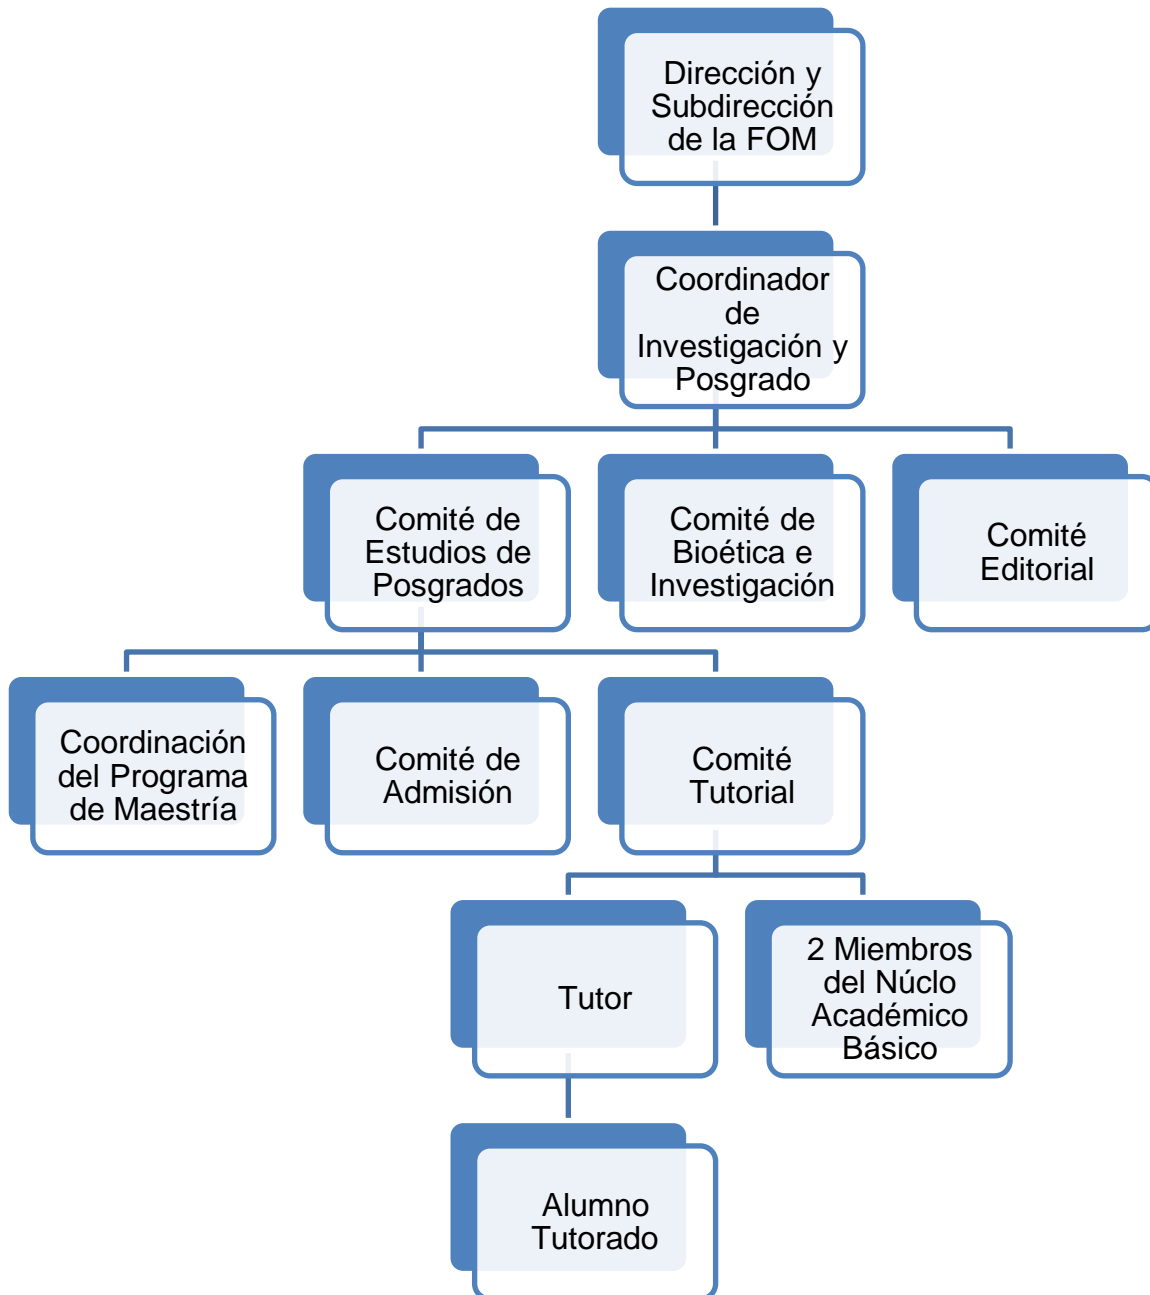 Dirección y
Subdirección
de la FOM
Coordinador
de
Investigación y
Posgrado
Comité de
Estudios de
Posgrados
Comité de
Bioética e
Investigación
Comité
Editorial
Coordinación
del Programa
de Maestría
Comité de
Admisión
Comité
Tutorial
Tutor
2 Miembros
del Núclo
Académico
Básico
Alumno
Tutorado